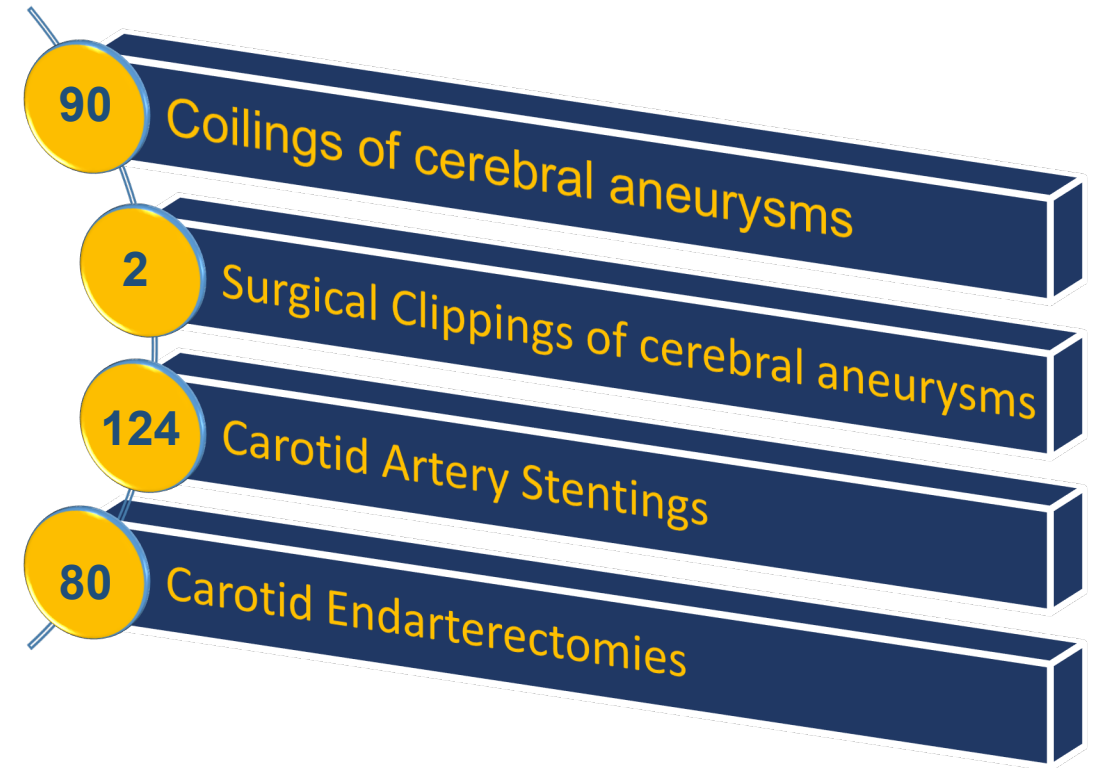 90
Coilings of cerebral aneurysms
2
Surgical Clippings of cerebral aneurysms
124
Carotid Artery Stentings
80
Carotid Endarterectomies